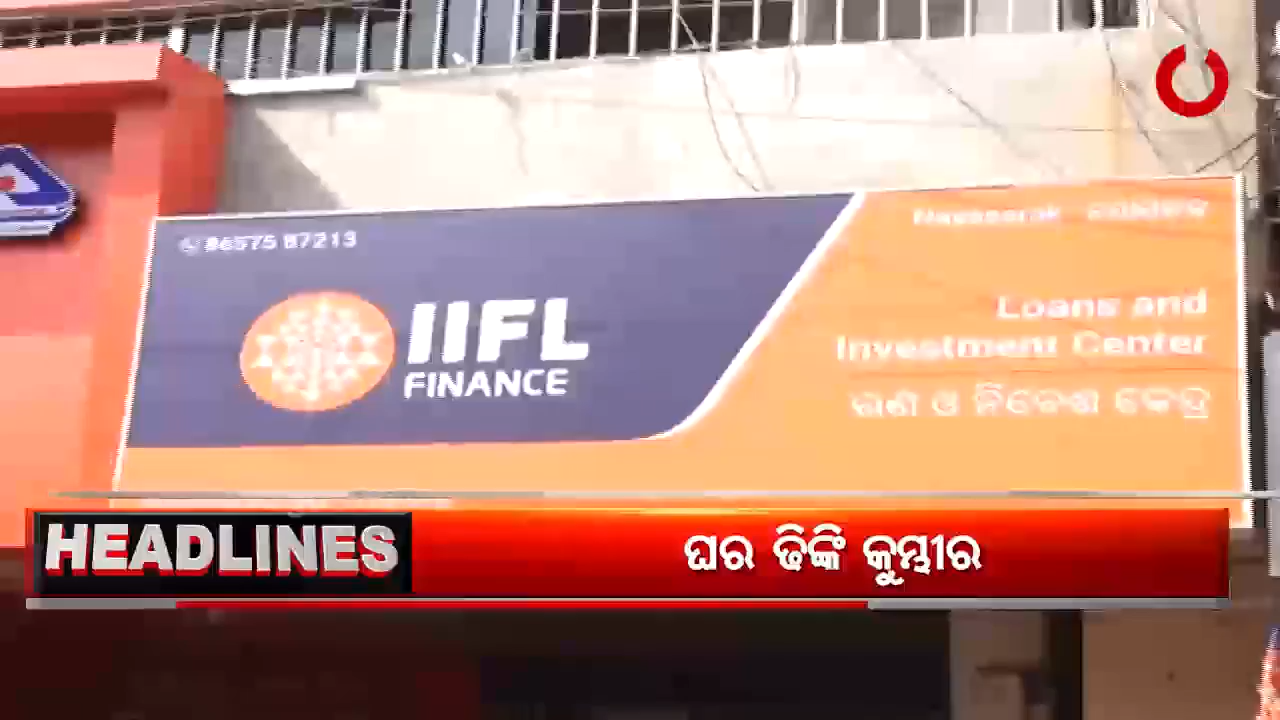 86575 87213
IIFL
FINANCE
Loans and
Investment Center
ଋଣ ଓ ନିବେଶ କେନ୍ଦ୍ର
HEADLINES
ଘର ଢିଙ୍କି କୁମ୍ଭୀର